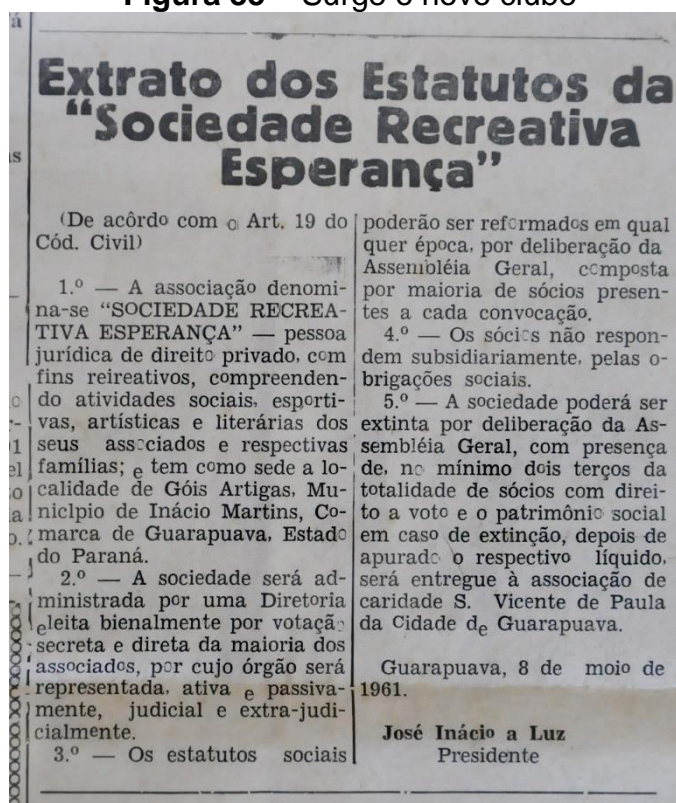 Surge o novo clube
Extrato dos Estatutos da
“Sociedade Recreativa
Esperança”
(De acôrdo com o Art. 19 do
Cód. Civil)
1.º — A associação denomi-
na-se “SOCIEDADE RECREA-
TIVA ESPERANÇA” — pessoa
jurídica de direito privado, com
fins reireativos, compreenden-
do atividades sociais, esporti-
vas, artísticas e literárias dos
seus associados e respectivas
famílias; e tem como sede a lo-
calidade de Góis Artigas, Mu-
niclpio de Inácio Martins, Co-
marca de Guarapuava, Estado
do Paraná.
2.º — A sociedade será ad-
ministrada por uma Diretoria
eleita bienalmente por votação
secreta e direta da maioria dos
associados, por cujo órgão será
representada, ativa e passiva-
mente, judicial e extra-judi-
cialmente.
3.º — Os estatutos sociais
poderão ser reformados em qual
quer época, por deliberação da
Assembléia Geral, composta
por maioria de sócios presen-
tes a cada convocação.
4.º — Os sócios não respon-
dem subsidiariamente, pelas o-
brigações sociais.
5.º — A sociedade poderá ser
extinta por deliberação da As-
sembléia Geral, com presença
de, no mínimo dois terços da
totalidade de sócios com direi-
to a voto e o patrimônio social
em caso de extinção, depois de
apurado o respectivo líquido,
será entregue à associação de
caridade S. Vicente de Paula
da Cidade de Guarapuava.
Guarapuava, 8 de moio de
1961.
José Inácio a Luz
Presidente